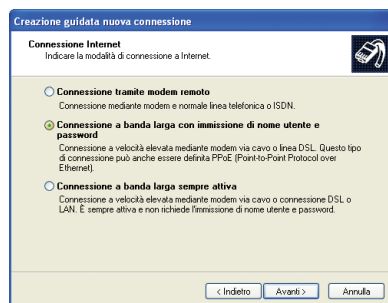 Creazione guidata nuova connessione
Connessione Internet
Indicare la modalità di connessione a Internet.
Connessione tramite modem remoto
Connessione mediante modem e normale linea telefonica o ISDN.
Connessione a banda larga con immissione di nome utente e
password
Connessione a velocità elevata mediante modem via cavo o linea DSL. Questo tipo
di connessione può anche essere definita PPoE (Point-to-Point Protocol over
Ethernet).
Connessione a banda larga sempre attiva
Connessione a velocità elevata mediante modem via cavo o connessione DSL o
LAN. È sempre attiva e non richiede l'immissione di nome utente e password.
< Indietro Avanti > Annulla